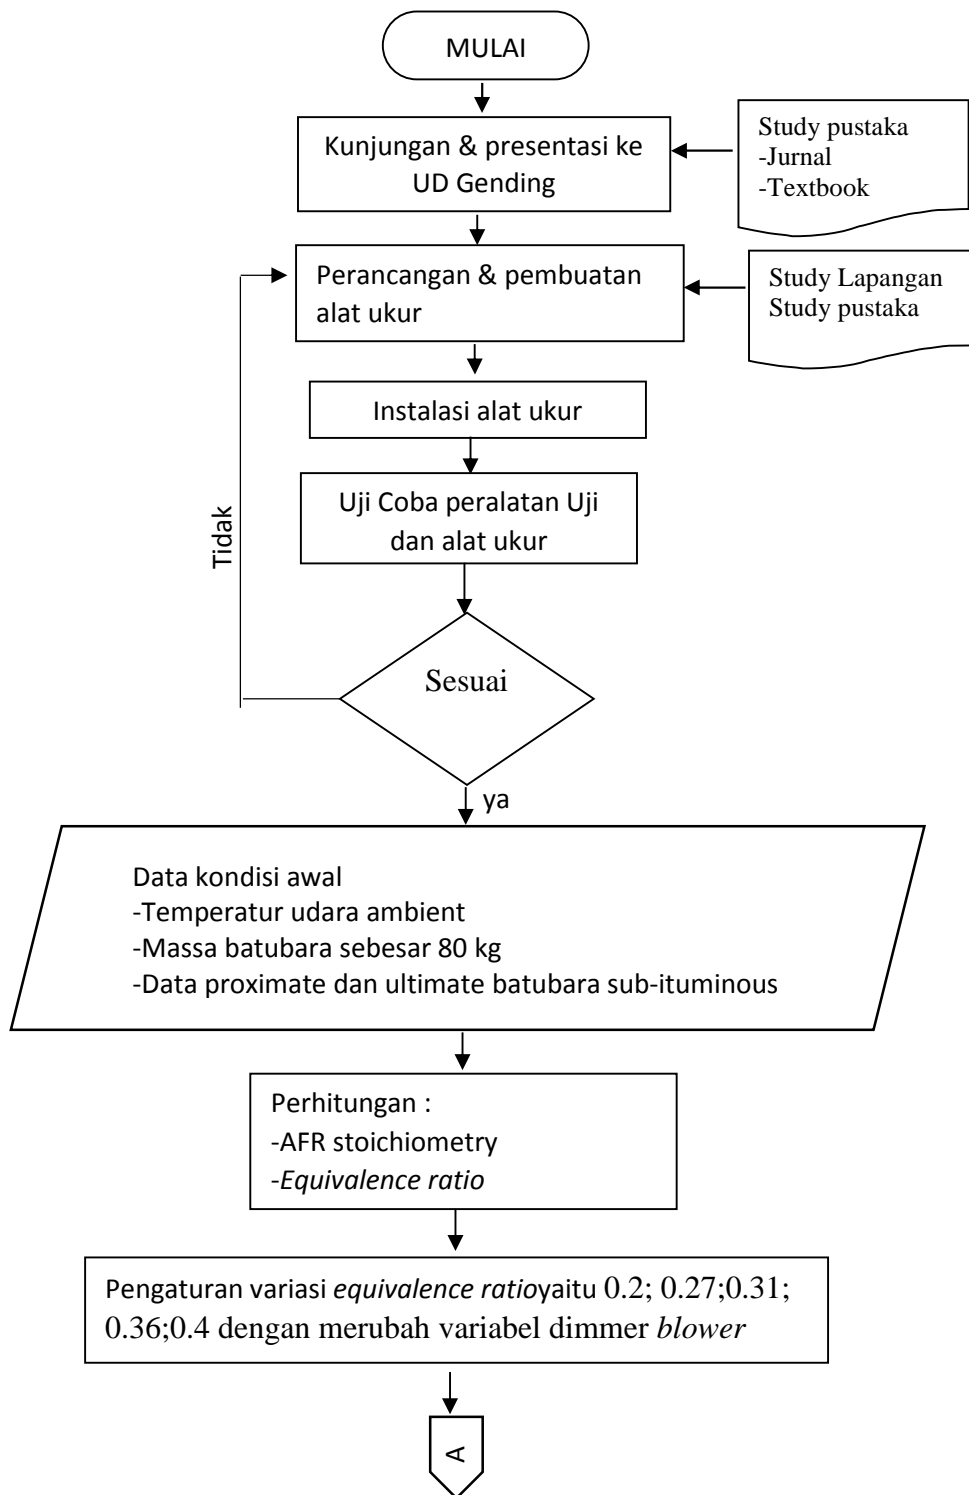 MULAI
Kunjungan & presentasi ke
UD Gending
Study pustaka
-Jurnal
-Textbook
Perancangan & pembuatan
alat ukur
Study Lapangan
Study pustaka
Instalasi alat ukur
Uji Coba peralatan Uji
dan alat ukur
Tidak
Sesuai
ya
Data kondisi awal
-Temperatur udara ambient
-Massa batubara sebesar 80 kg
-Data proximate dan ultimate batubara sub-ituminous
Perhitungan :
-AFR stoichiometry
-Equivalence ratio
Pengaturan variasi equivalence ratioyaitu 0.2; 0.27;0.31;
0.36;0.4 dengan merubah variabel dimmer blower
A